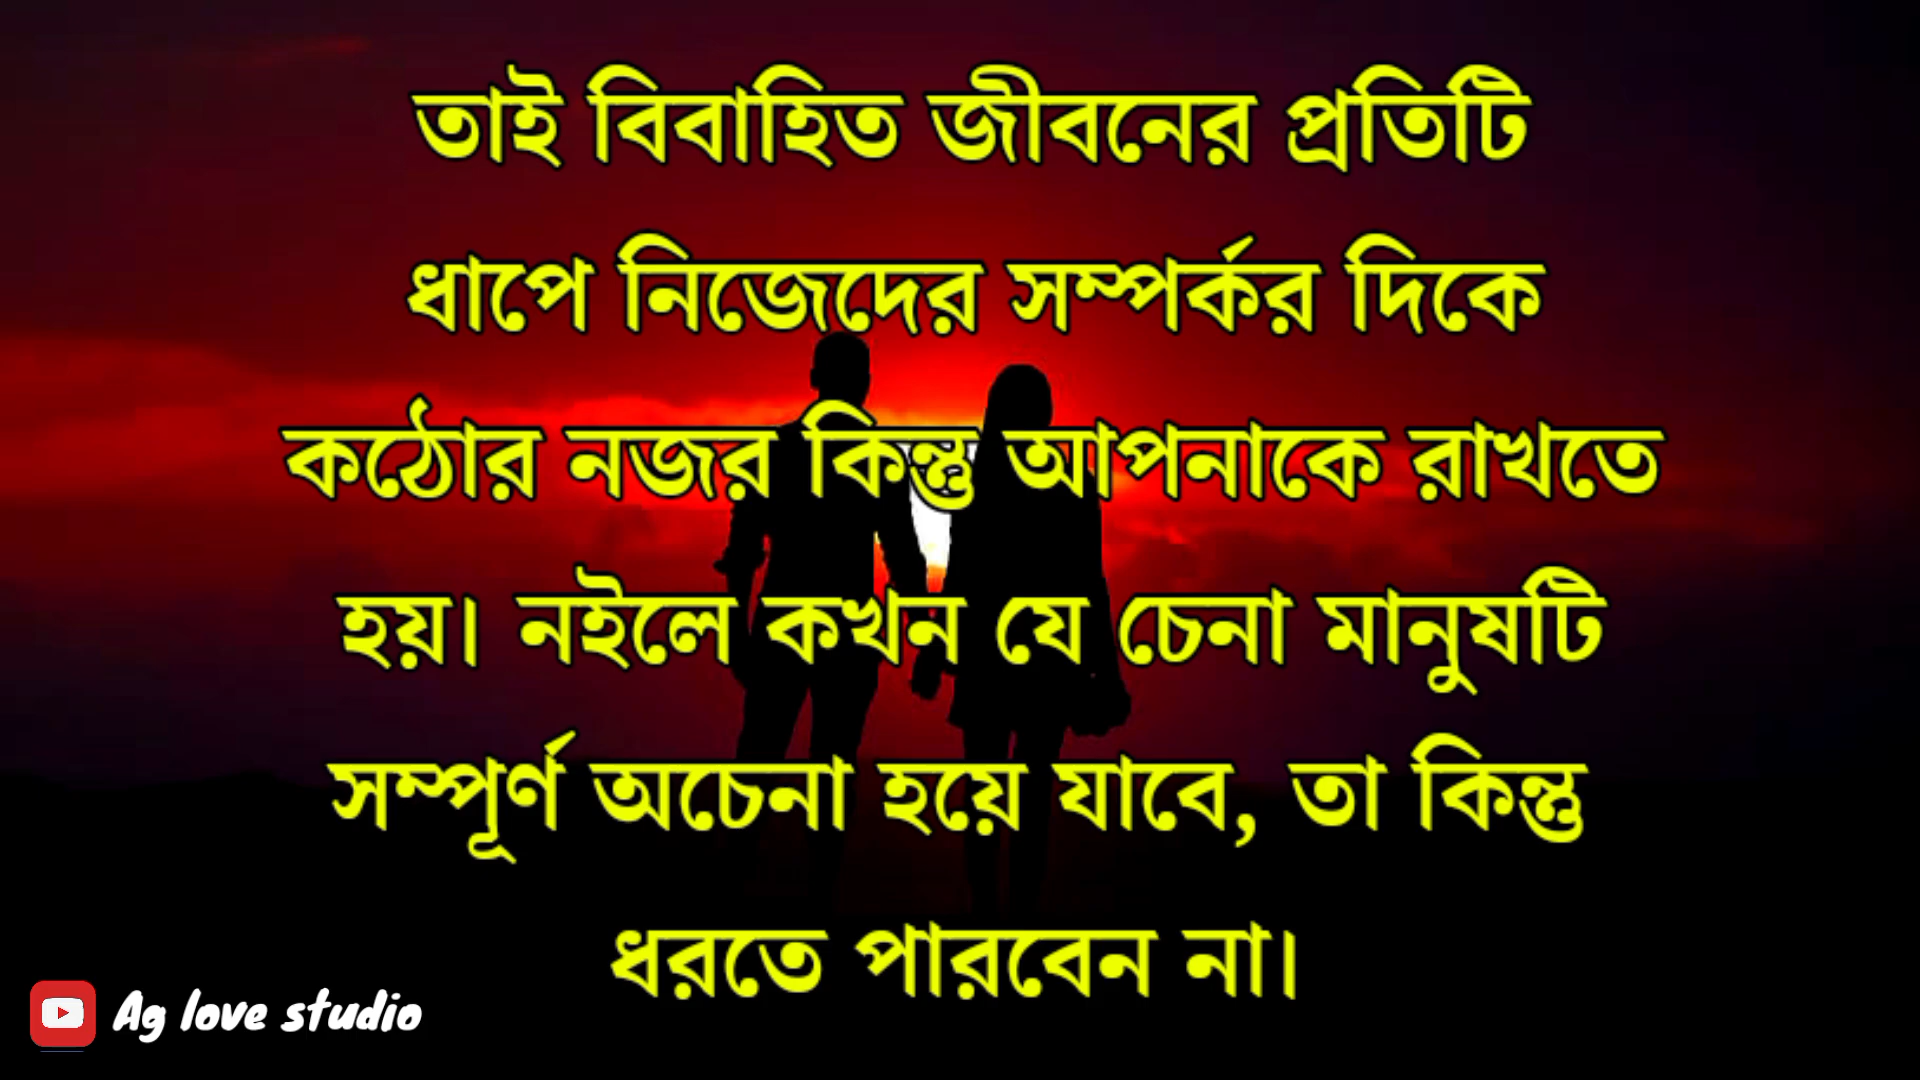 তাই বিবাহিত জীবনের প্রতিটি
ধাপে নিজেদের সম্পর্কর দিকে
কঠোর নজর কিন্তু আপনাকে রাখতে
হয়। নইলে কখন যে চেনা মানুষটি
সম্পূর্ণ অচেনা হয়ে যাবে, তা কিন্তু
ধরতে পারবেন না।
Ag love studio